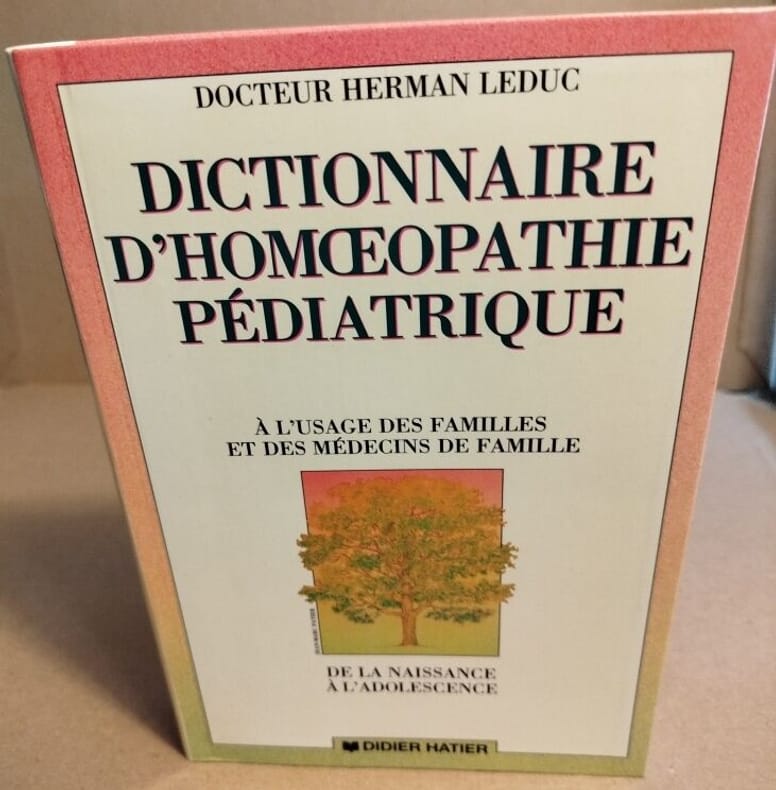 DOCTEUR HERMAN LEDUC
DICTIONNAIRE
D'HOMŒOPATHIE
PÉDIATRIQUE
À L'USAGE DES FAMILLES
ET DES MÉDECINS DE FAMILLE
DE LA NAISSANCE
À L'ADOLESCENCE
DIDIER HATIER